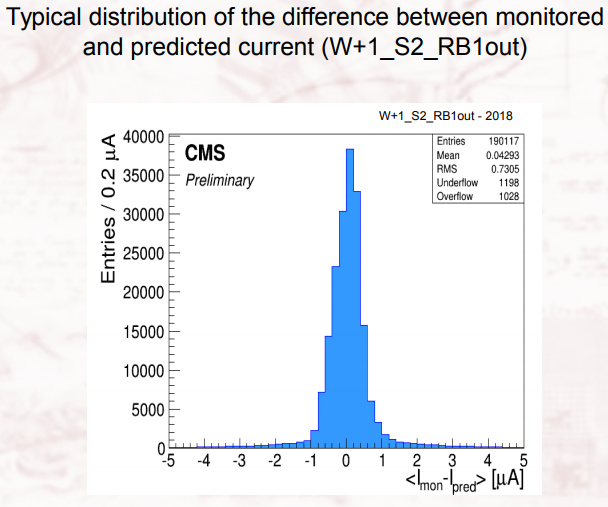 Typical distribution of the difference between monitored
and predicted current (W+1_S2_RB1out)
W+1_S2_RB1out - 2018
CMS
Preliminary
Entries 190117
Mean 0.04293
RMS 0.7305
Underflow 1198
Overflow 1028
Entries / 0.2 μA
40000
35000
30000
25000
20000
15000
10000
5000
0
-5 -4 -3 -2 -1 0 1 2 3 4 5
<Imon-Ipred> [μA]